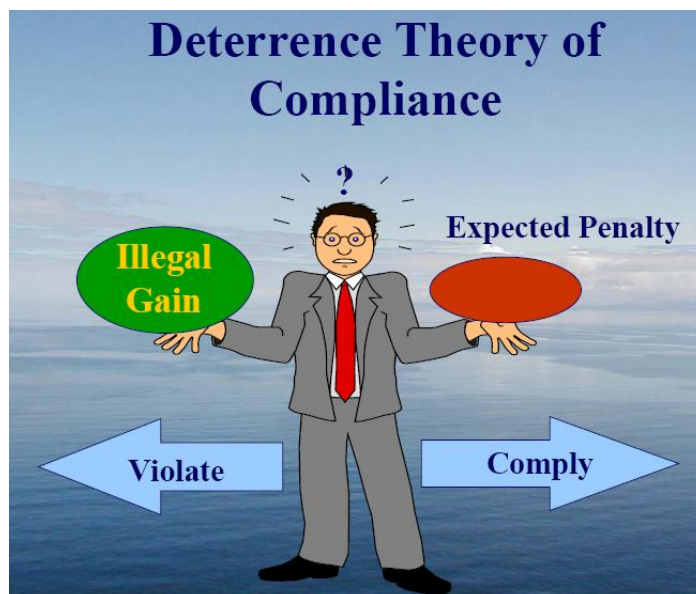 Deterrence Theory of
Compliance
?
Expected Penalty
Illegal
Gain
Violate
Comply